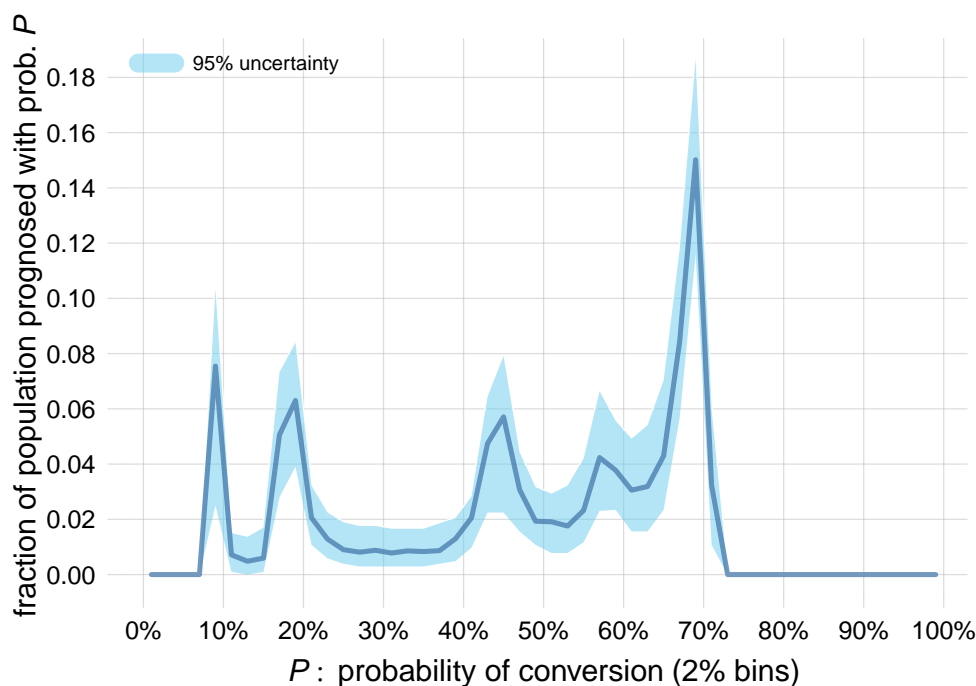 fraction of population prognosed with prob. P
95% uncertainty
0.18
0.16
0.14
0.12
0.10
0.08
0.06
0.04
0.02
0.00
0% 10% 20% 30% 40% 50% 60% 70% 80% 90% 100%
P : probability of conversion (2% bins)